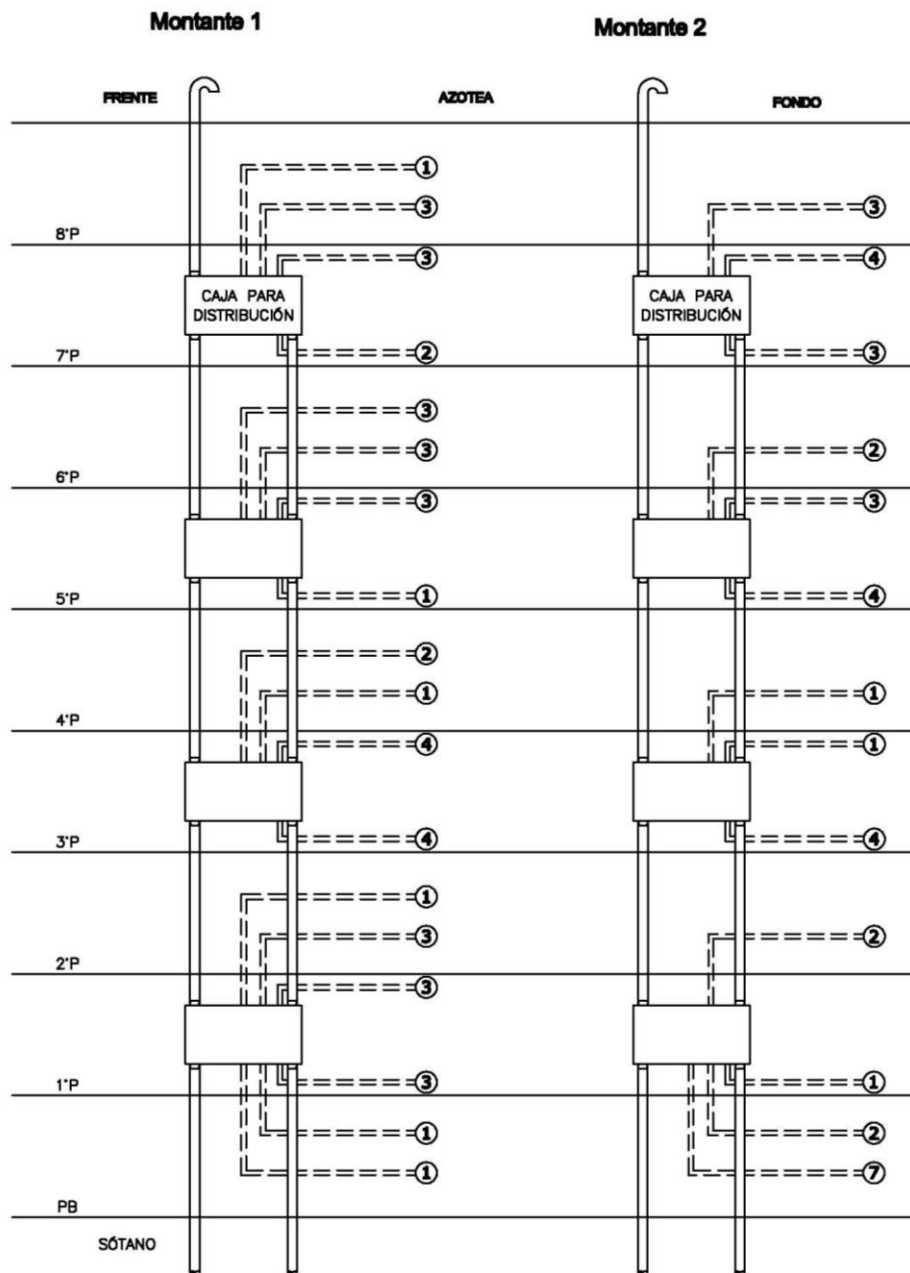 Montante 1
Montante 2
FRENTE
AZOTEA
FONDO
1
3
3
8°P
3
4
CAJA PARA
DISTRIBUCIÓN
CAJA PARA
DISTRIBUCIÓN
7°P
2
3
3
3
2
6°P
3
3
5°P
1
4
2
1
1
4°P
4
1
3°P
4
4
1
3
2
2°P
3
3
1
1°P
1
2
1
7
PB
SÓTANO